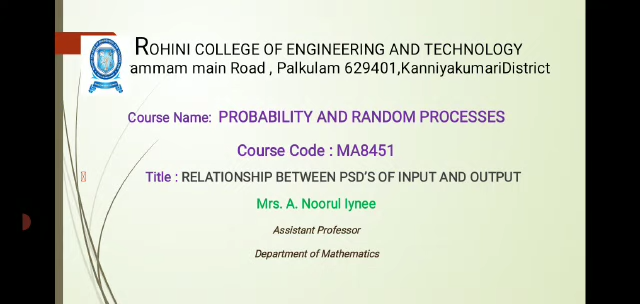 ROHINI COLLEGE OF ENGINEERING AND TECHNOLOGY
ammam main Road , Palkulam 629401,KanniyakumariDistrict
Course Name: PROBABILITY AND RANDOM PROCESSES
Course Code : MA8451
Title : RELATIONSHIP BETWEEN PSD'S OF INPUT AND OUTPUT
Mrs. A. Noorul Iynee
Assistant Professor
Department of Mathematics